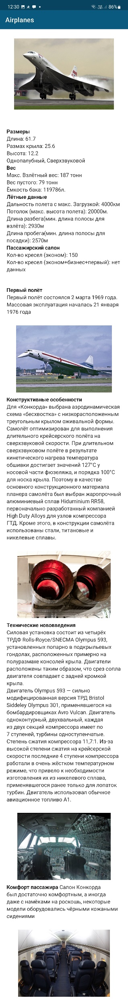 12:30
Vo))
LTE1
86%
Airplanes
Размеры
Длина: 61.7
Размах крыла: 25.6
Высота: 12.2
Однопалубный, Сверхзвуковой
Вес
Макс. Взлётный вес: 187 тонн
Вес пустого: 79 тонн
Ёмкость бака: 119786л.
Лётные данные
Дальность полета с макс. Загрузкой: 4000км
Потолок (макс. высота полета): 20000м.
Длина разбега(мин. длина полосы для
взлёта): 2930м
Длина пробега(мин. длина полосы для
посадки): 2570м
Пассажирский салон
Кол-во кресел (эконом): 150
Кол-во кресел (эконом+бизнес+первый): нет
данных
Первый полёт
Первый полёт состоялся 2 марта 1969 года.
Массовая эксплуатация началась 21 января
1976 года
Конструктивные особенности
Для «Конкорда» выбрана аэродинамическая
схема «бесхвостка» с низкорасположенным
треугольным крылом оживальной формы.
Самолёт оптимизирован для выполнения
длительного крейсерского полёта на
сверхзвуковой скорости. При длительном
сверхзвуковом полёте в результате
кинетического нагрева температура
обшивки достигает значений 127°C у
носовой части фюзеляжа, и порядка 100°C
для носка крыла. Поэтому в качестве
основного конструкционного материала
планера самолёта был выбран жаропрочный
алюминиевый сплав Hiduminium RR58,
первоначально разработанный компанией
High Duty Alloys для узлов компрессора
ГТД. Кроме этого, в конструкции самолёта
использованы стали, титановые и
никелевые сплавы.
Технические нововведения
Силовая установка состоит из четырёх
ТРДФ Rolls-Royce/SNECMA Olympus 593,
установленных попарно в подкрыльевых
гондолах, расположенных примерно на
полуразмахе консолей крыла. Двигатели
расположены таким образом, что срез сопла
двигателя совпадает с задней кромкой
крыла.
Двигатель Olympus 593 — сильно
модифицированная версия ТРД Bristol
Siddeley Olympus 301, применявшегося на
бомбардировщиках Avro Vulcan. Двигатель
одноконтурный, двухвальный, каждая
из двух секций компрессора имеет по
7 ступеней, турбины одноступенчатые.
Степень сжатия компрессора 11,7:1. Из-за
высокой степени сжатия на крейсерской
скорости последние 4 ступени компрессора
работали в очень жёстком температурном
режиме, что привело к необходимости
изготовления их из никелевого сплава,
применявшегося ранее только для лопаток
турбин. Двигатель использовал обычное
авиационное топливо A1.
Комфорт пассажира Салон Конкорда
был достаточно комфортным, а иногда
даже с намёками на роскошь, некоторые
модели оборудовались чёрными кожаными
сидениями